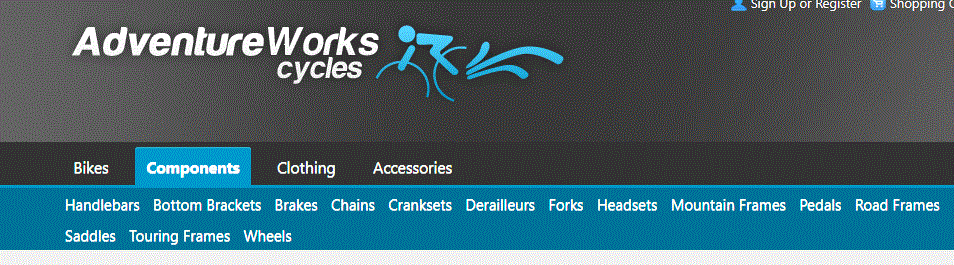 Sign Up or Register Shopping
AdventureWorks
cycles
Bikes Components Clothing Accessories
Handlebars Bottom Brackets Brakes Chains Cranksets Derailleurs Forks Headsets Mountain Frames Pedals Road Frames
Saddles Touring Frames Wheels